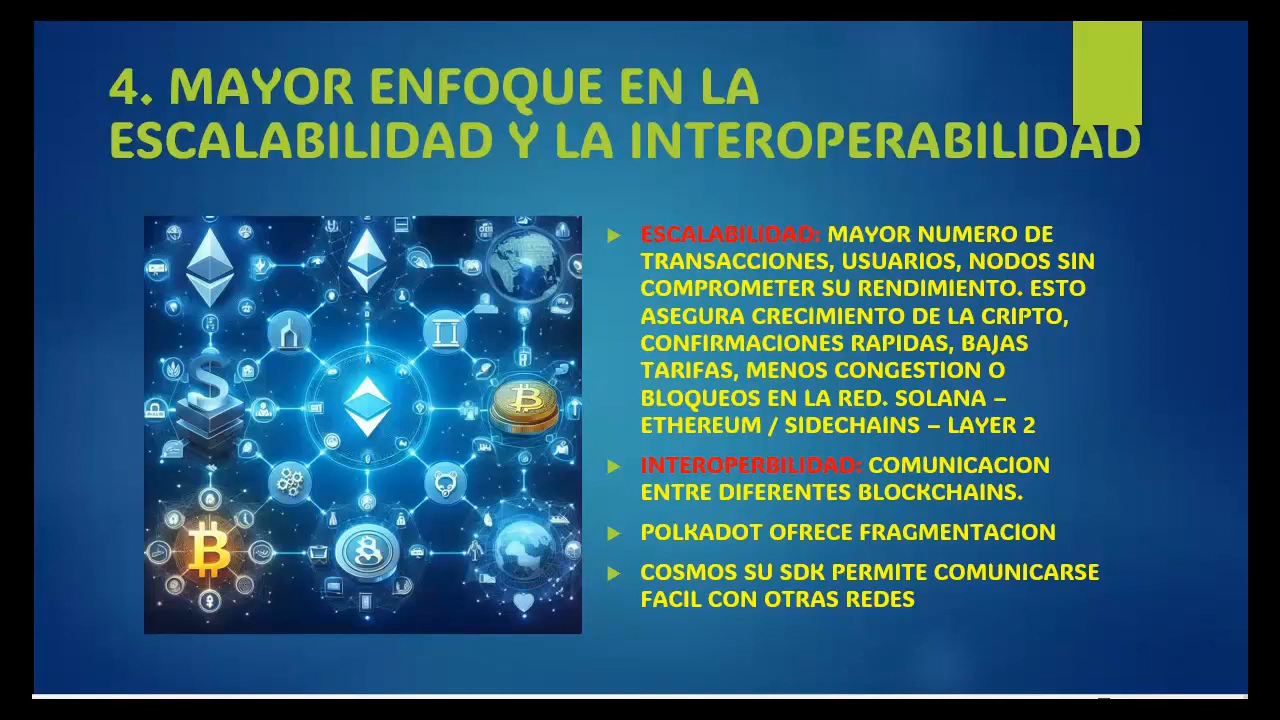 4. MAYOR ENFOQUE EN LA
ESCALABILIDAD Y LA INTEROPERABILIDAD
ESCALABILIDAD: MAYOR NUMERO DE
TRANSACCIONES, USUARIOS, NODOS SIN
COMPROMETER SU RENDIMIENTO. ESTO
ASEGURA CRECIMIENTO DE LA CRIPTO,
CONFIRMACIONES RAPIDAS, BAJAS
TARIFAS, MENOS CONGESTION O
BLOQUEOS EN LA RED. SOLANA –
ETHEREUM / SIDECHAINS – LAYER 2
INTEROPERBILIDAD: COMUNICACION
ENTRE DIFERENTES BLOCKCHAINS.
POLKADOT OFRECE FRAGMENTACION
COSMOS SU SDK PERMITE COMUNICARSE
FACIL CON OTRAS REDES